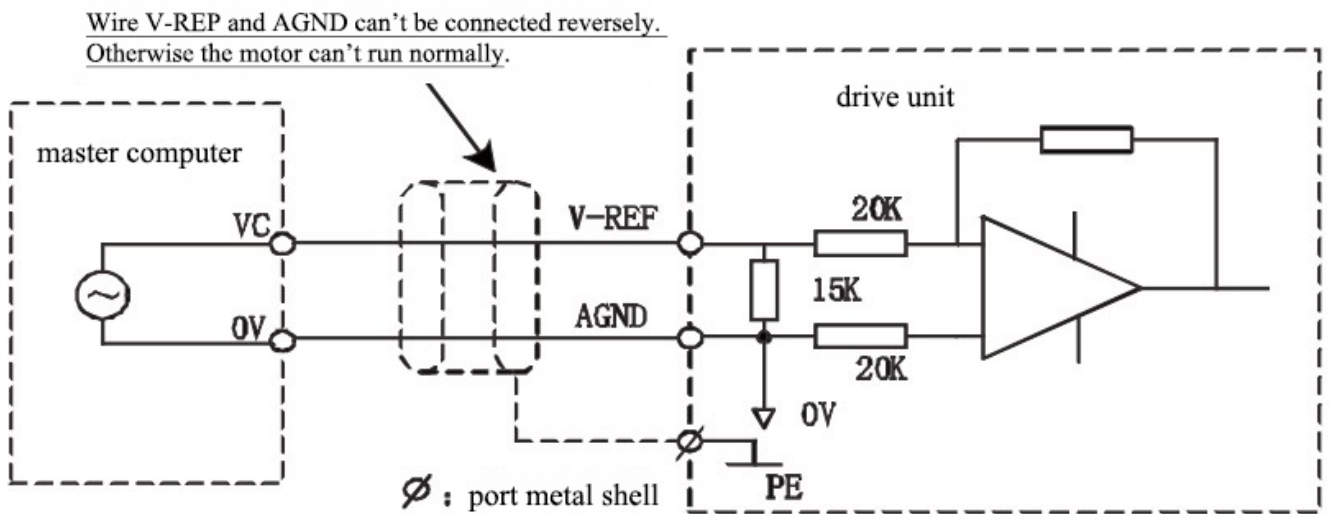 Wire V-REP and AGND can't be connected reversely.
Otherwise the motor can't run normally.
drive unit
master computer
VC
V-REF
20K
15K
0V
AGND
20K
0V
PE
Ø : port metal shell